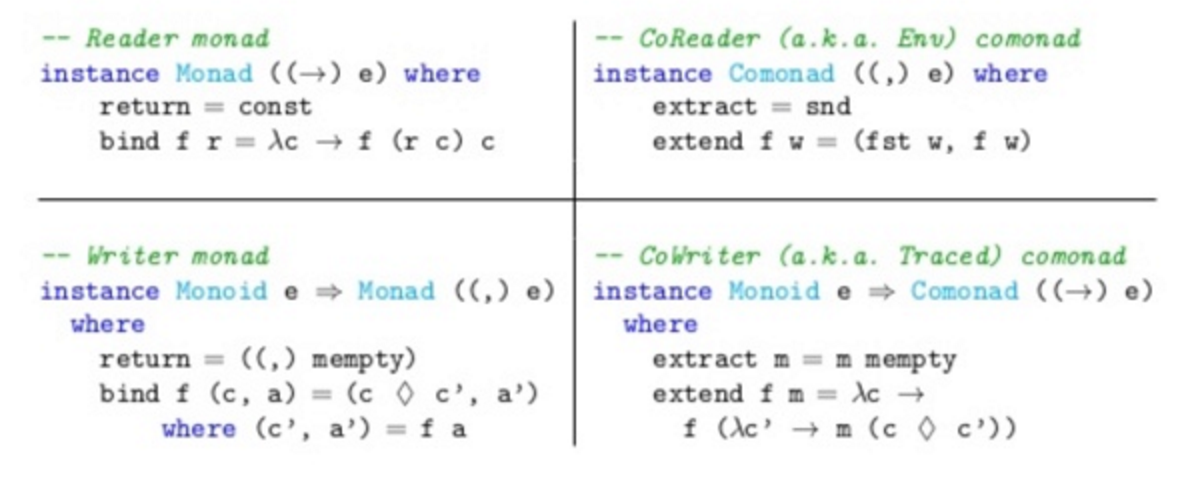 -- Reader monad
instance Monad ((→) e) where
    return = const
    bind f r = λc → f (r c) c
-- CoReader (a.k.a. Env) comonad
instance Comonad ((,) e) where
    extract = snd
    extend f w = (fst w, f w)
-- Writer monad
instance Monoid e ⇒ Monad ((,) e)
  where
    return = ((,) mempty)
    bind f (c, a) = (c ◊ c', a')
        where (c', a') = f a
-- CoWriter (a.k.a. Traced) comonad
instance Monoid e ⇒ Comonad ((→) e)
  where
    extract m = m mempty
    extend f m = λc →
      f (λc' → m (c ◊ c'))